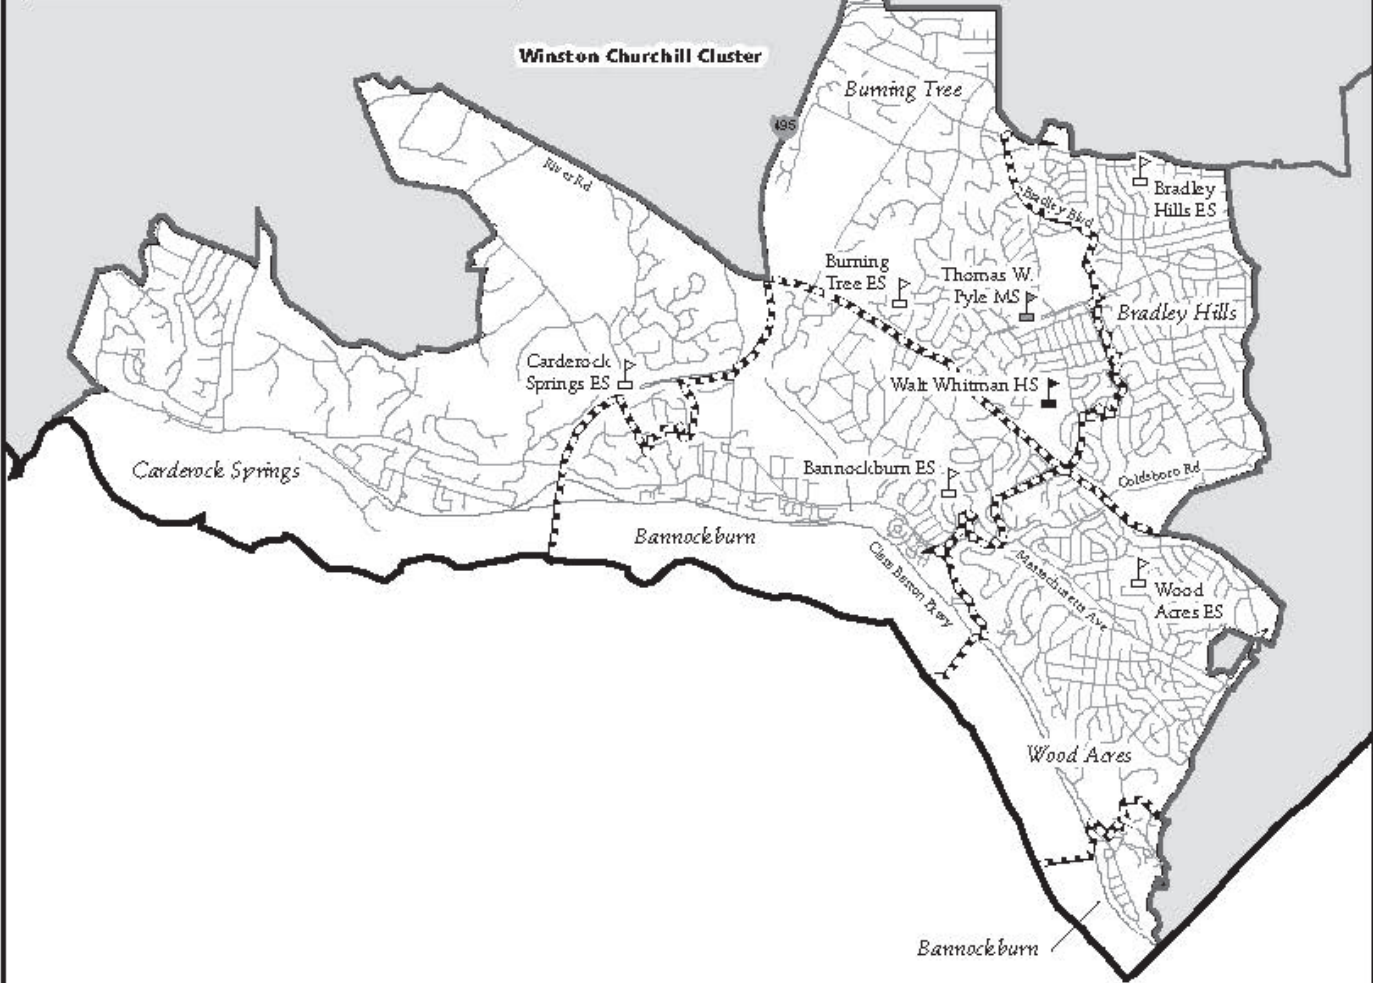 Winston Churchill Cluster
Burning Tree
495
River Rd
Bradley
Hills ES
Bradley Blvd
Burning
Tree ES
Thomas W.
Pyle MS
Bradley Hills
Carderock
Springs ES
Walt Whitman HS
Carderock Springs
Bannockburn ES
Goldsboro Rd
Bannockburn
Clara Barton Pkwy
Massachusetts Ave
Wood
Acres ES
Wood Acres
Bannockburn